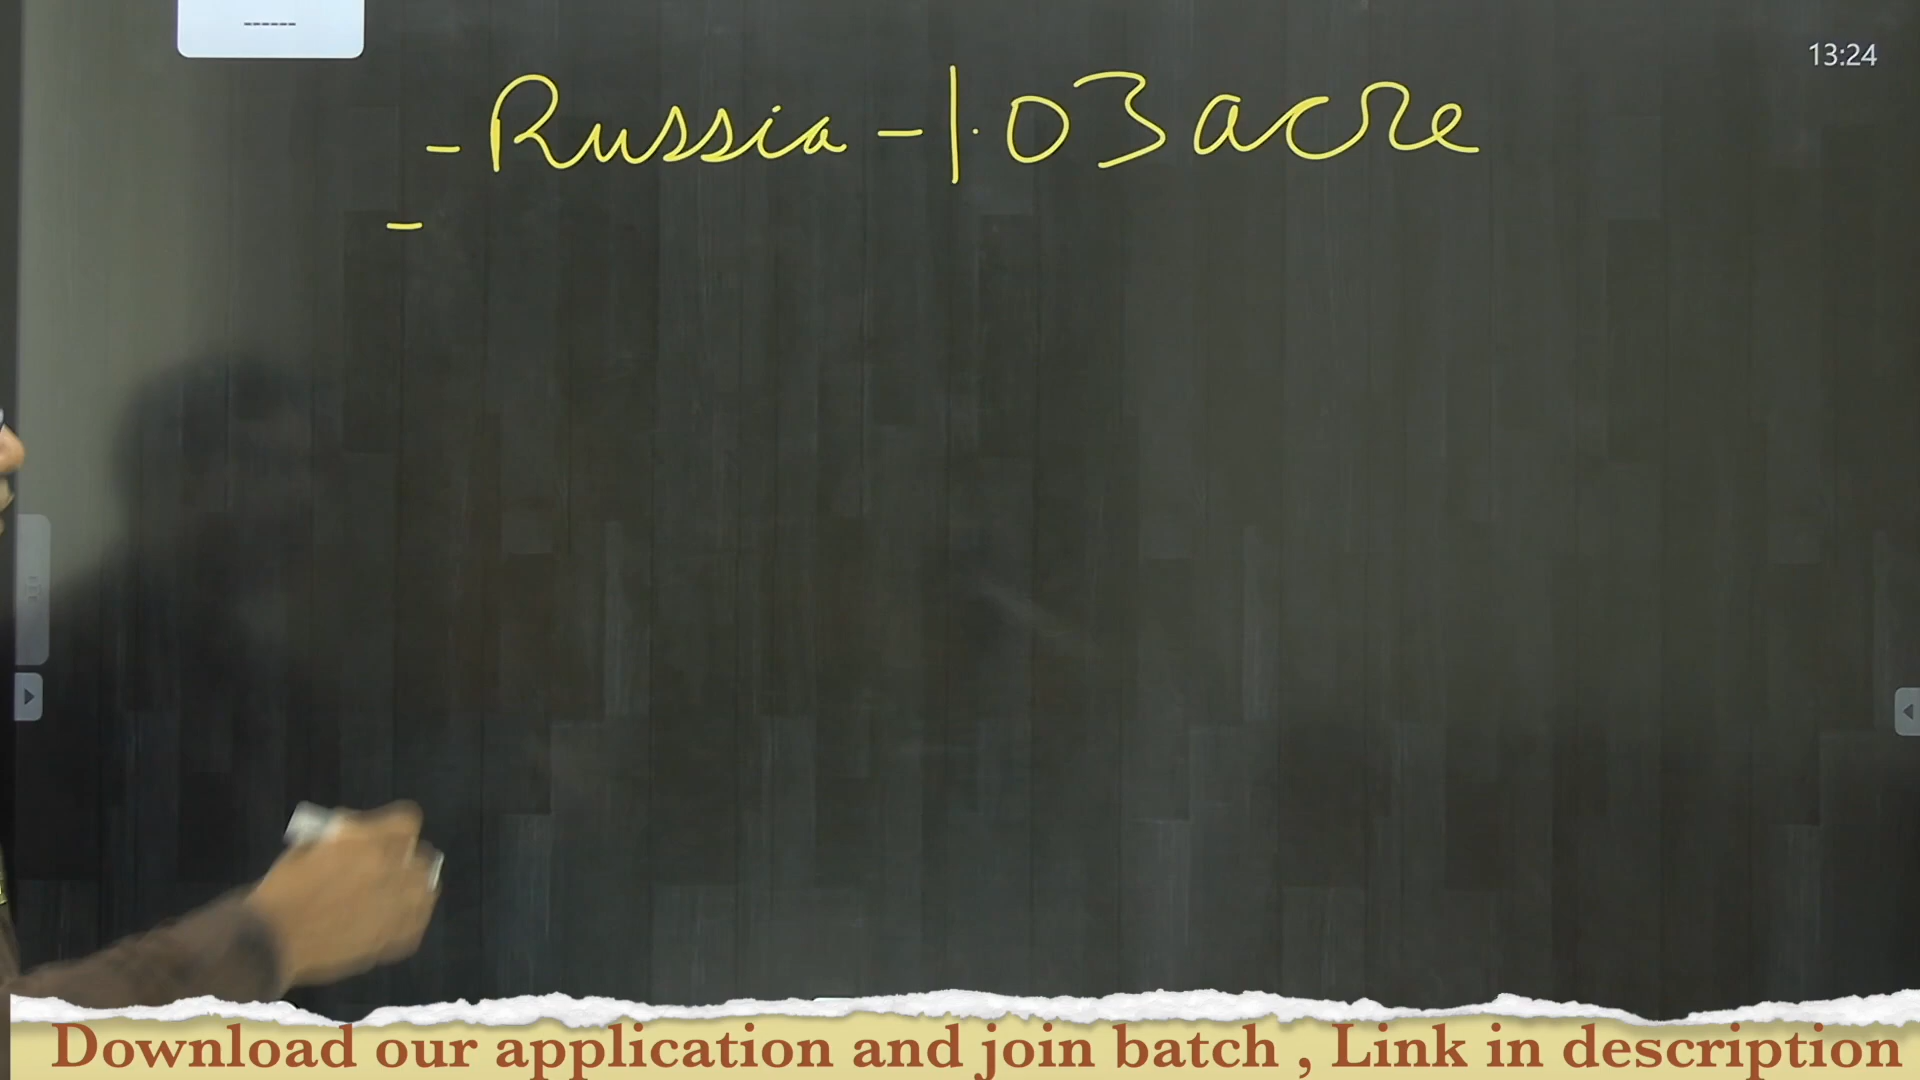 ------
13:24
- Russia - 1.03 acre
-
Download our application and join batch , Link in description